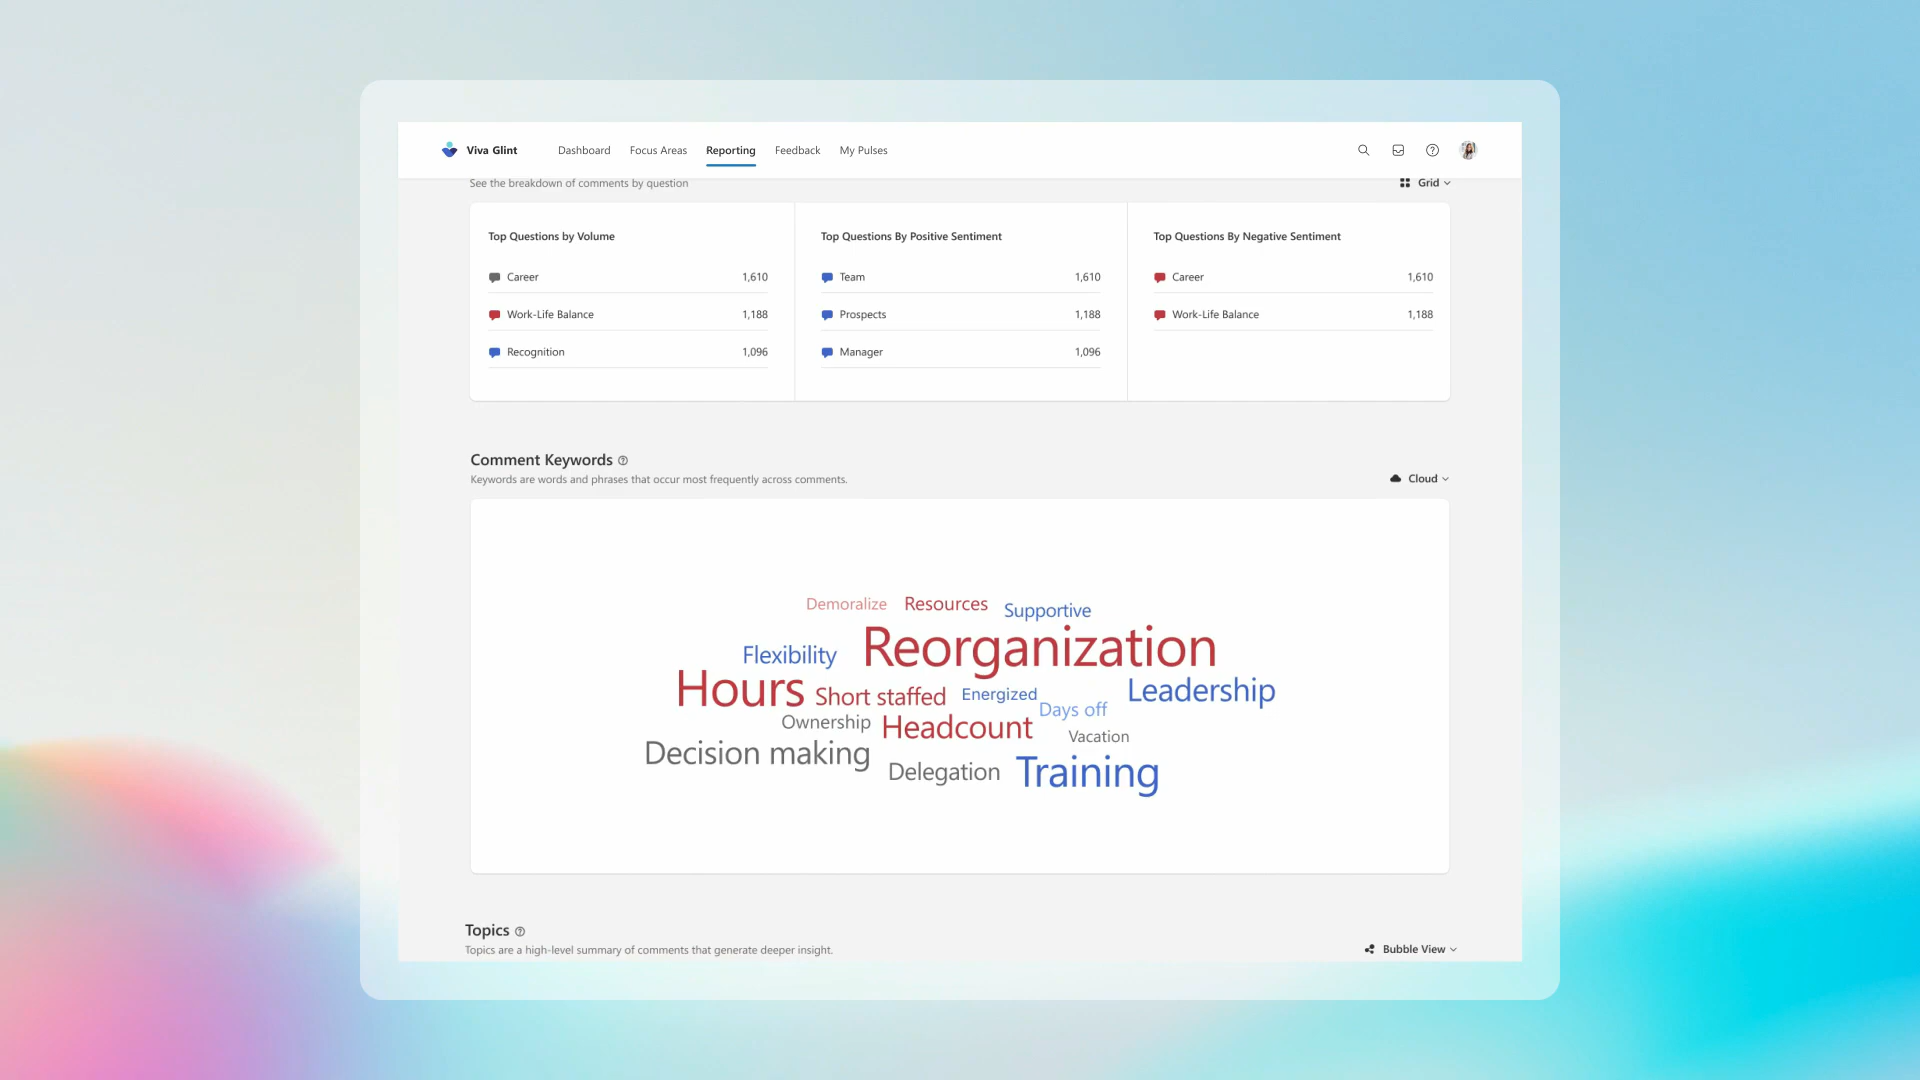 Viva Glint Dashboard Focus Areas Reporting Feedback My Pulses
See the breakdown of comments by question Grid
Top Questions by Volume
Career 1,610
Work-Life Balance 1,188
Recognition 1,096
Top Questions By Positive Sentiment
Team 1,610
Prospects 1,188
Manager 1,096
Top Questions By Negative Sentiment
Career 1,610
Work-Life Balance 1,188
Comment Keywords
Keywords are words and phrases that occur most frequently across comments.
Cloud
Demoralize Resources Supportive
Flexibility Reorganization
Hours Short staffed Energized Leadership
Days off
Ownership Headcount Vacation
Decision making Delegation Training
Topics
Topics are a high-level summary of comments that generate deeper insight.
Bubble View